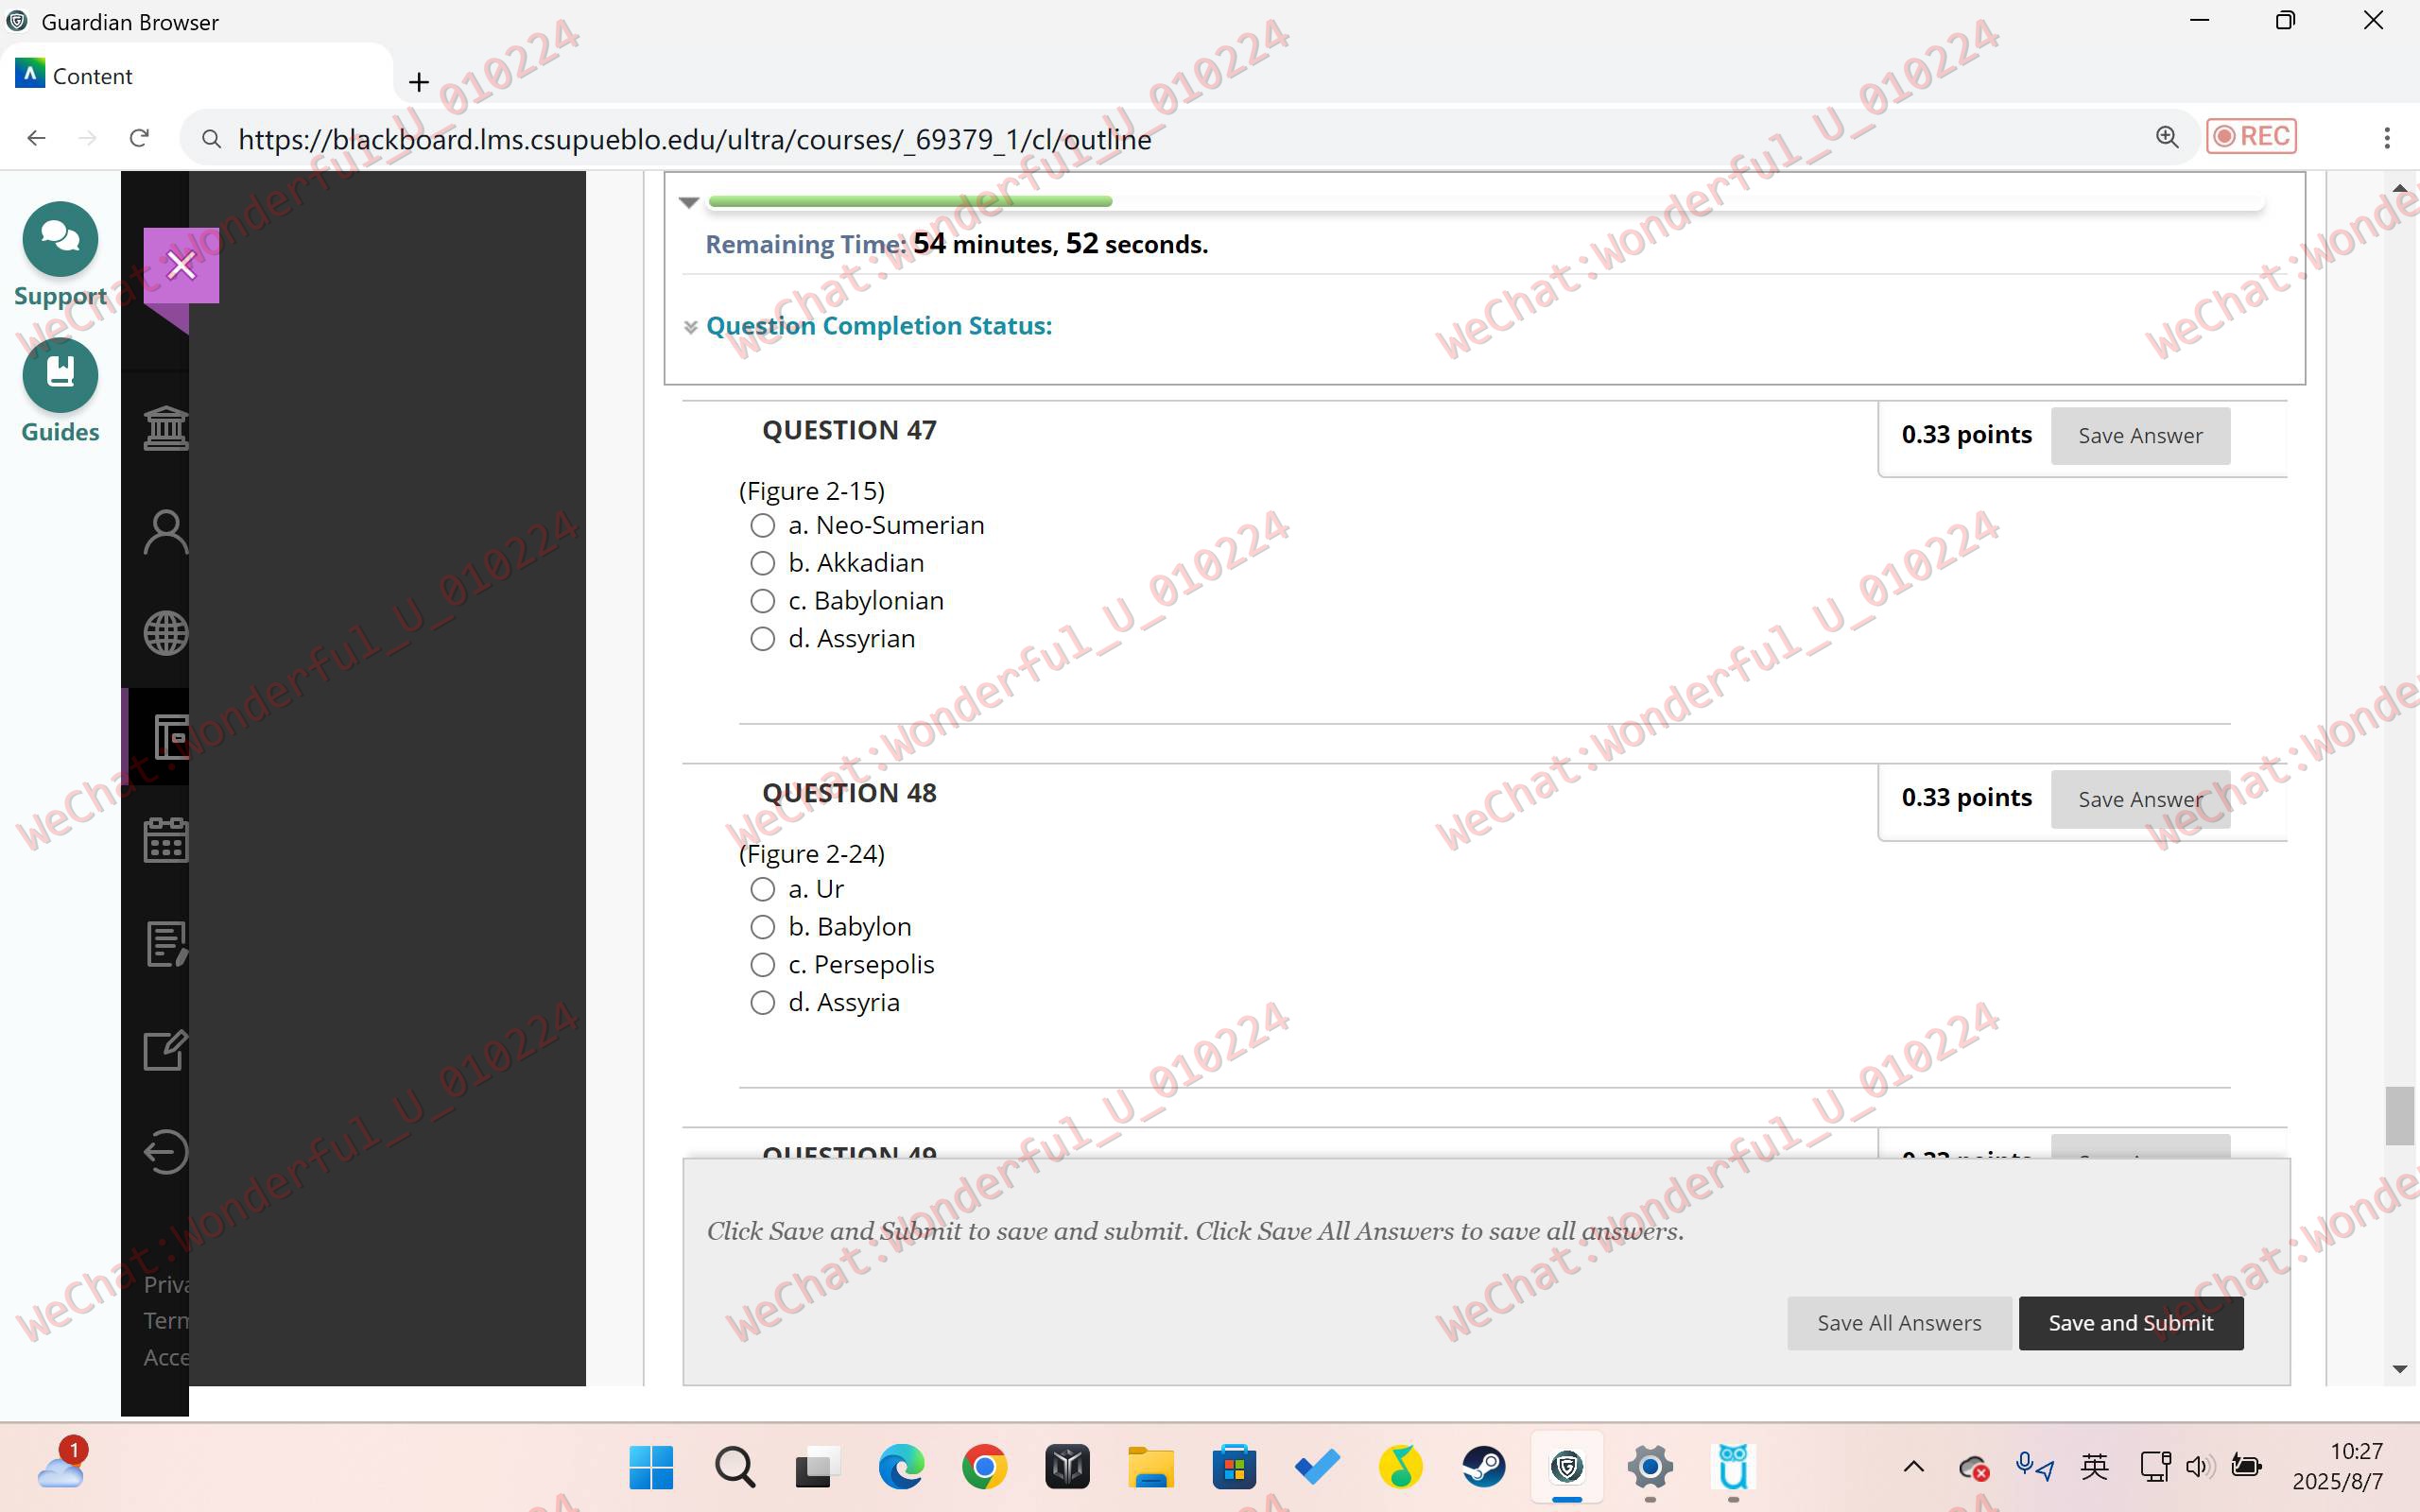 Guardian Browser
Content
https://blackboard.lms.csupueblo.edu/ultra/courses/_69379_1/cl/outline
REC
Support
Guides
Remaining Time: 54 minutes, 52 seconds.
Question Completion Status:
QUESTION 47
0.33 points
Save Answer
(Figure 2-15)
a. Neo-Sumerian
b. Akkadian
c. Babylonian
d. Assyrian
QUESTION 48
0.33 points
Save Answer
(Figure 2-24)
a. Ur
b. Babylon
c. Persepolis
d. Assyria
QUESTION 49
Click Save and Submit to save and submit. Click Save All Answers to save all answers.
Save All Answers
Save and Submit
Priva
Term
Acce
1
英
10:27
2025/8/7
WeChat:Wonderful_U_010224